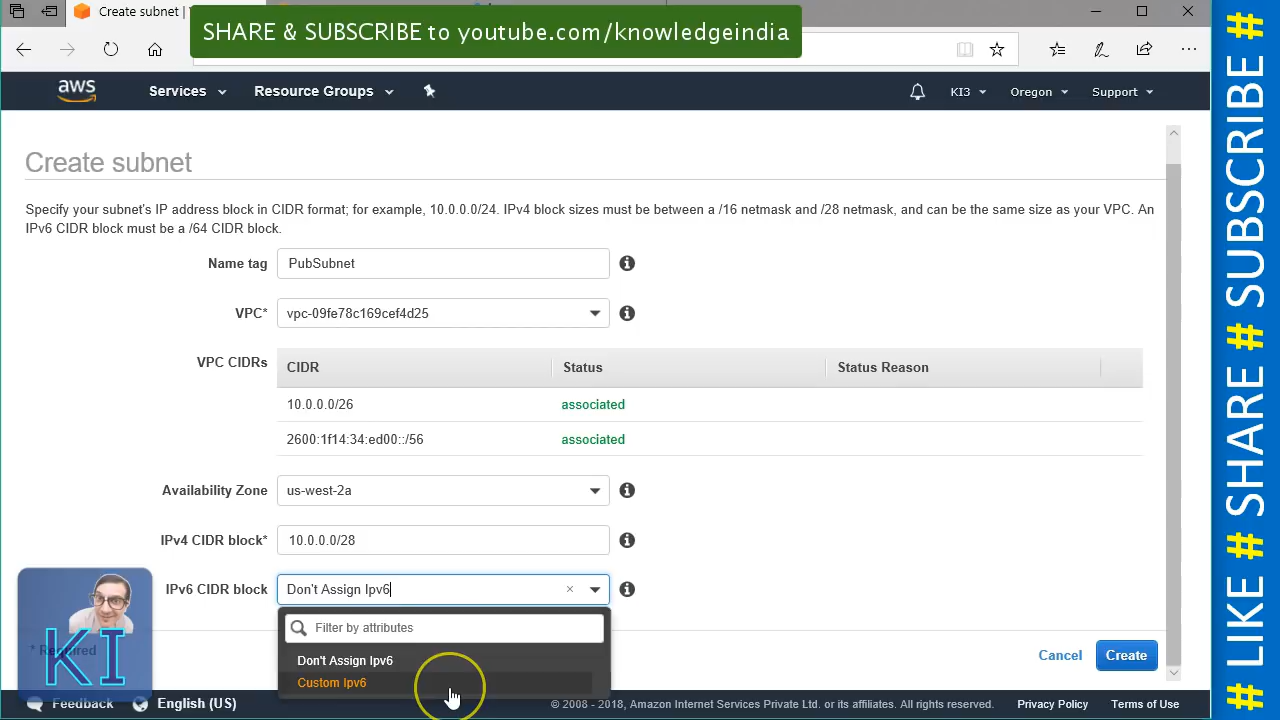 Create subnet | V
SHARE & SUBSCRIBE to youtube.com/knowledgeindia
aws
Services
Resource Groups
KI3
Oregon
Support
Create subnet
Specify your subnet's IP address block in CIDR format; for example, 10.0.0.0/24. IPv4 block sizes must be between a /16 netmask and /28 netmask, and can be the same size as your VPC. An
IPv6 CIDR block must be a /64 CIDR block.
Name tag
PubSubnet
VPC*
vpc-09fe78c169cef4d25
VPC CIDRs
CIDR
Status
Status Reason
10.0.0.0/26
associated
2600:1f14:34:ed00::/56
associated
Availability Zone
us-west-2a
IPv4 CIDR block*
10.0.0.0/28
IPv6 CIDR block
Don't Assign Ipv6
Filter by attributes
Don't Assign Ipv6
Custom Ipv6
* Required
KI
Cancel
Create
Feedback
English (US)
© 2008 - 2018, Amazon Internet Services Private Ltd. or its affiliates. All rights reserved.
Privacy Policy
Terms of Use
# LIKE # SHARE # SUBSCRIBE #